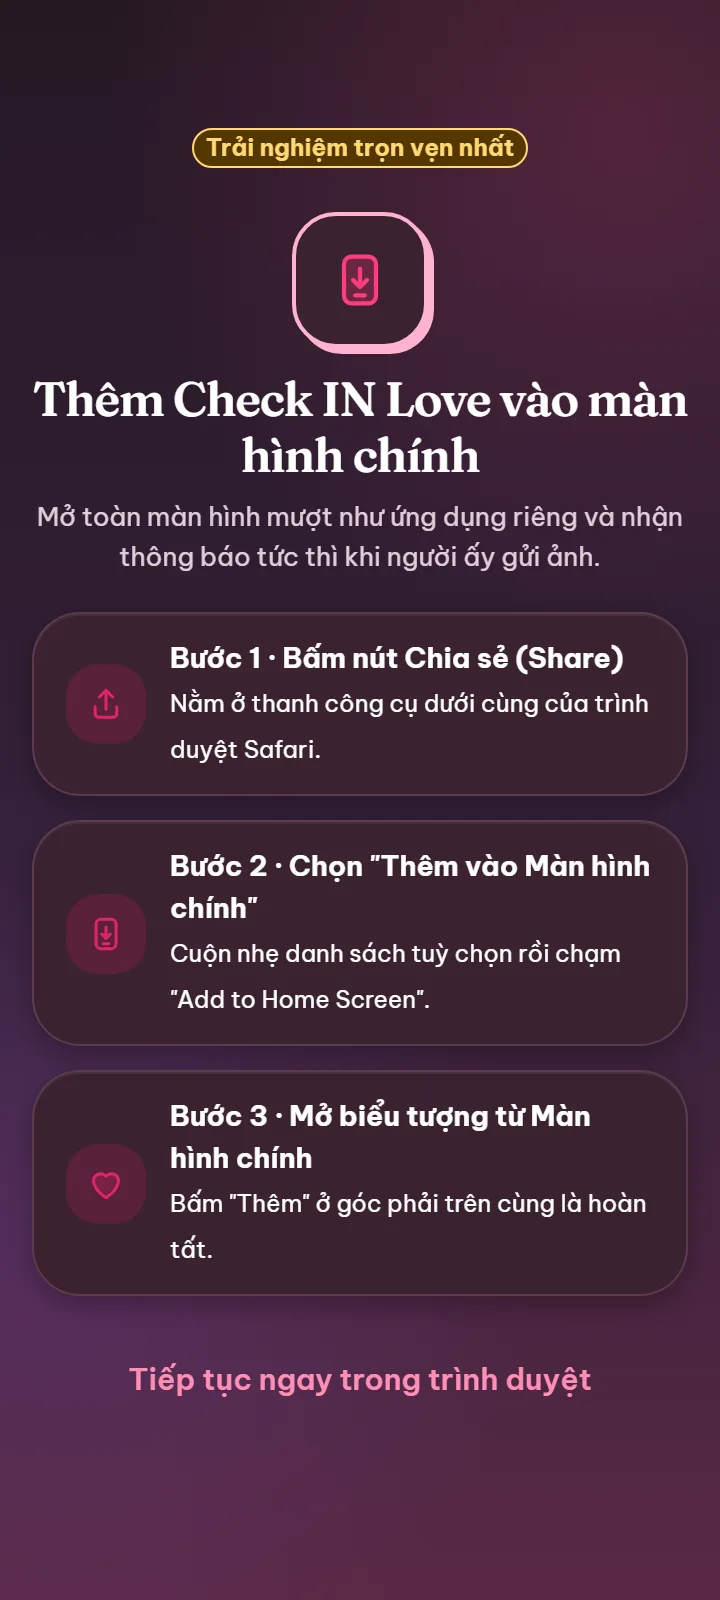 Trải nghiệm trọn vẹn nhất
Thêm Check IN Love vào màn
hình chính
Mở toàn màn hình mượt như ứng dụng riêng và nhận
thông báo tức thì khi người ấy gửi ảnh.
Bước 1 · Bấm nút Chia sẻ (Share)
Nằm ở thanh công cụ dưới cùng của trình
duyệt Safari.
Bước 2 · Chọn "Thêm vào Màn hình
chính"
Cuộn nhẹ danh sách tuỳ chọn rồi chạm
"Add to Home Screen".
Bước 3 · Mở biểu tượng từ Màn
hình chính
Bấm "Thêm" ở góc phải trên cùng là hoàn
tất.
Tiếp tục ngay trong trình duyệt